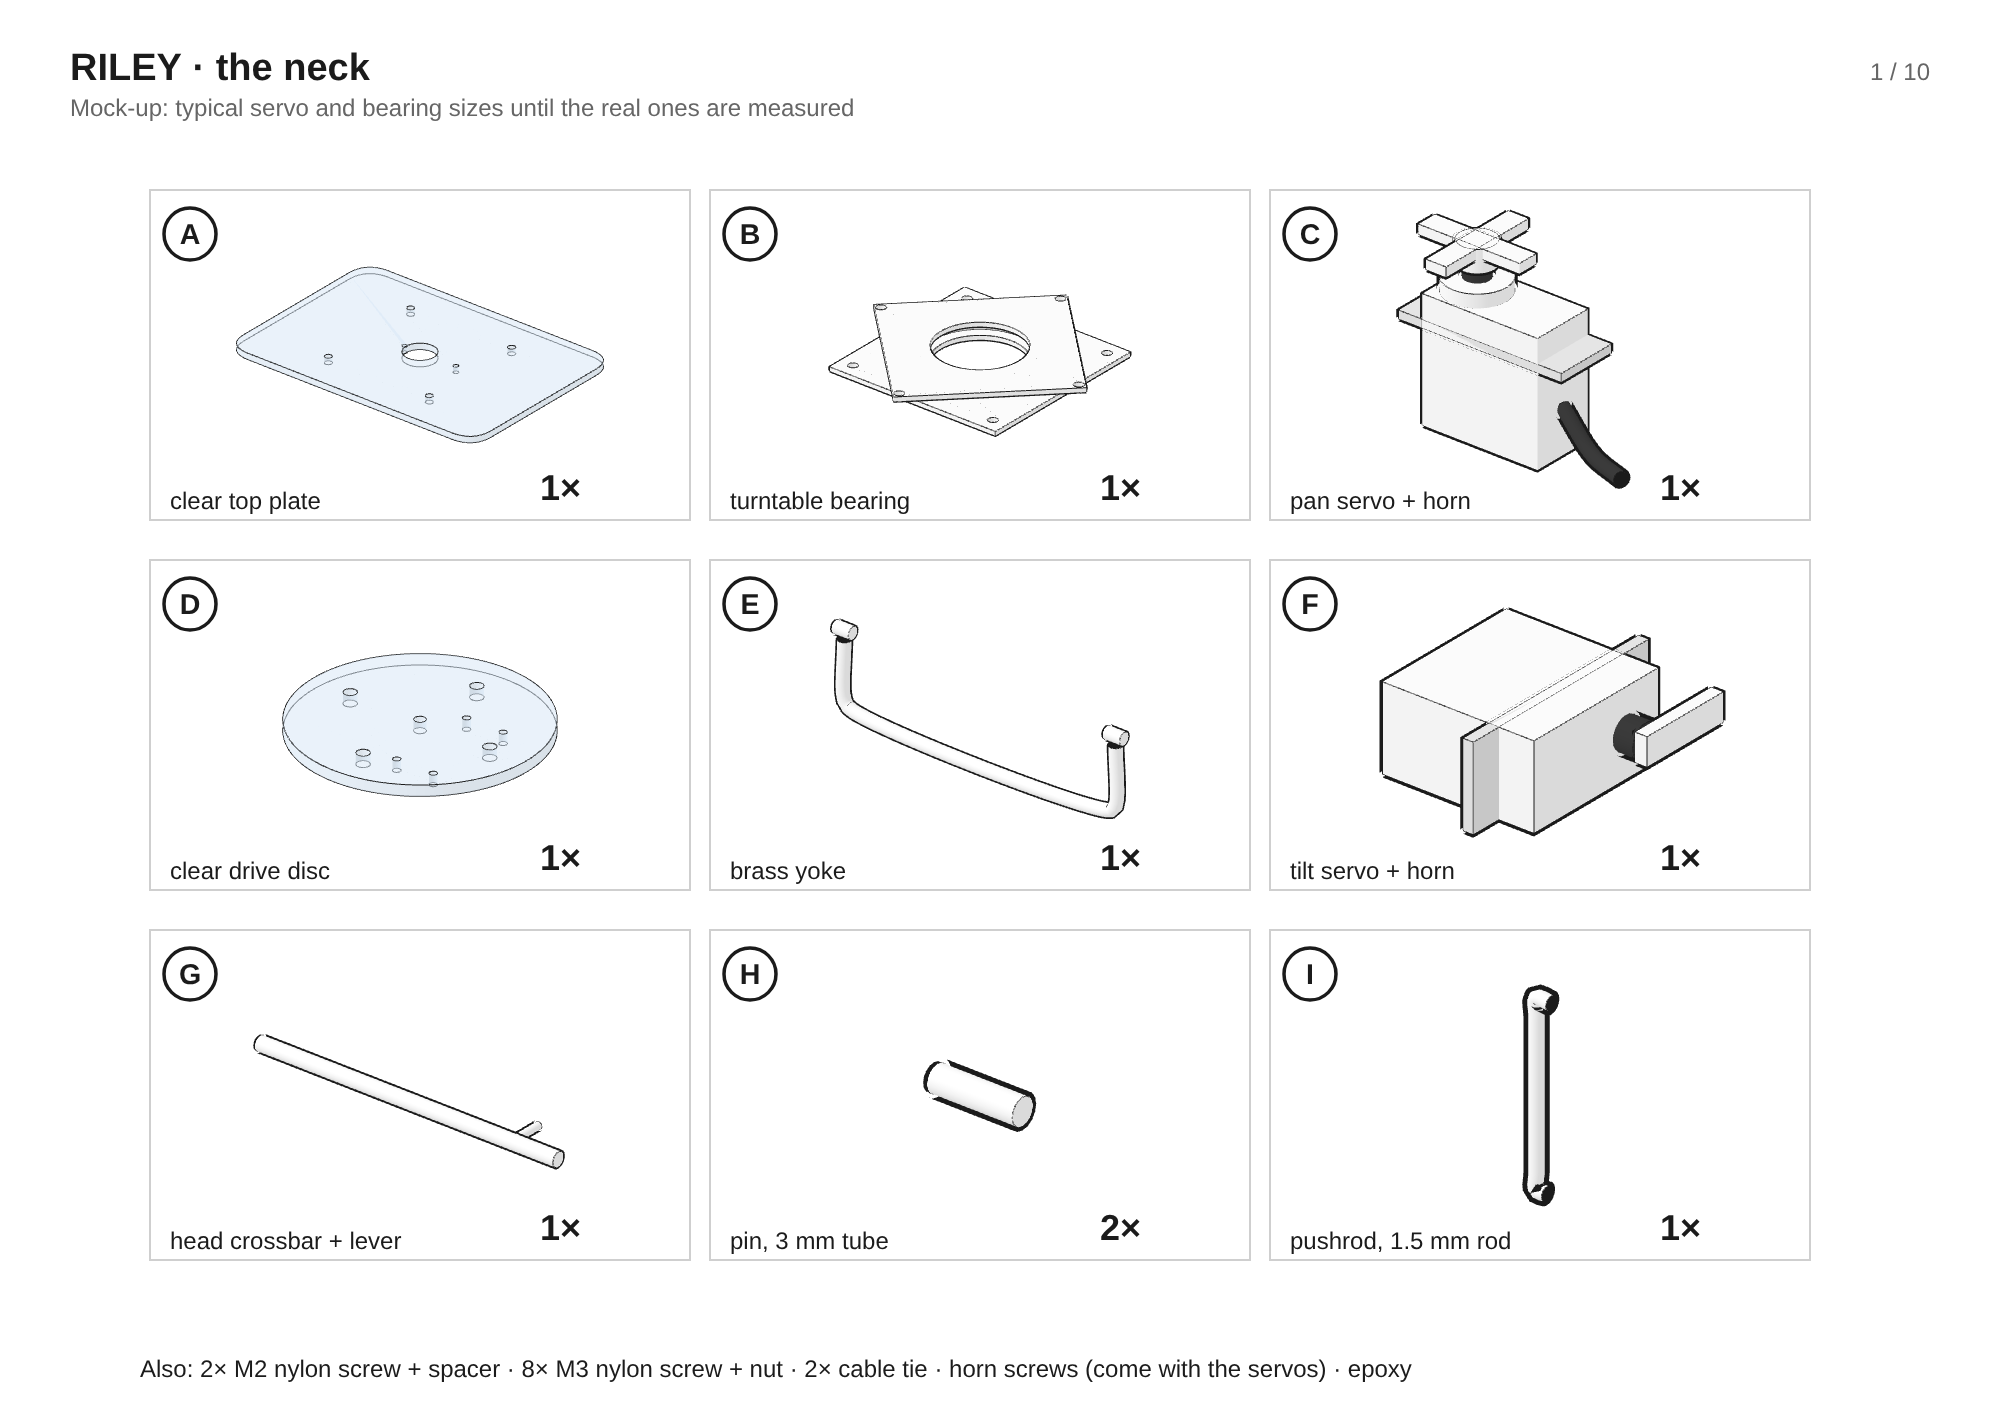 RILEY · the neck
1 / 10
Mock-up: typical servo and bearing sizes until the real ones are measured
A
B
C
clear top plate
1×
turntable bearing
1×
pan servo + horn
1×
D
E
F
clear drive disc
1×
brass yoke
1×
tilt servo + horn
1×
G
H
I
head crossbar + lever
1×
pin, 3 mm tube
2×
pushrod, 1.5 mm rod
1×
Also: 2× M2 nylon screw + spacer · 8× M3 nylon screw + nut · 2× cable tie · horn screws (come with the servos) · epoxy